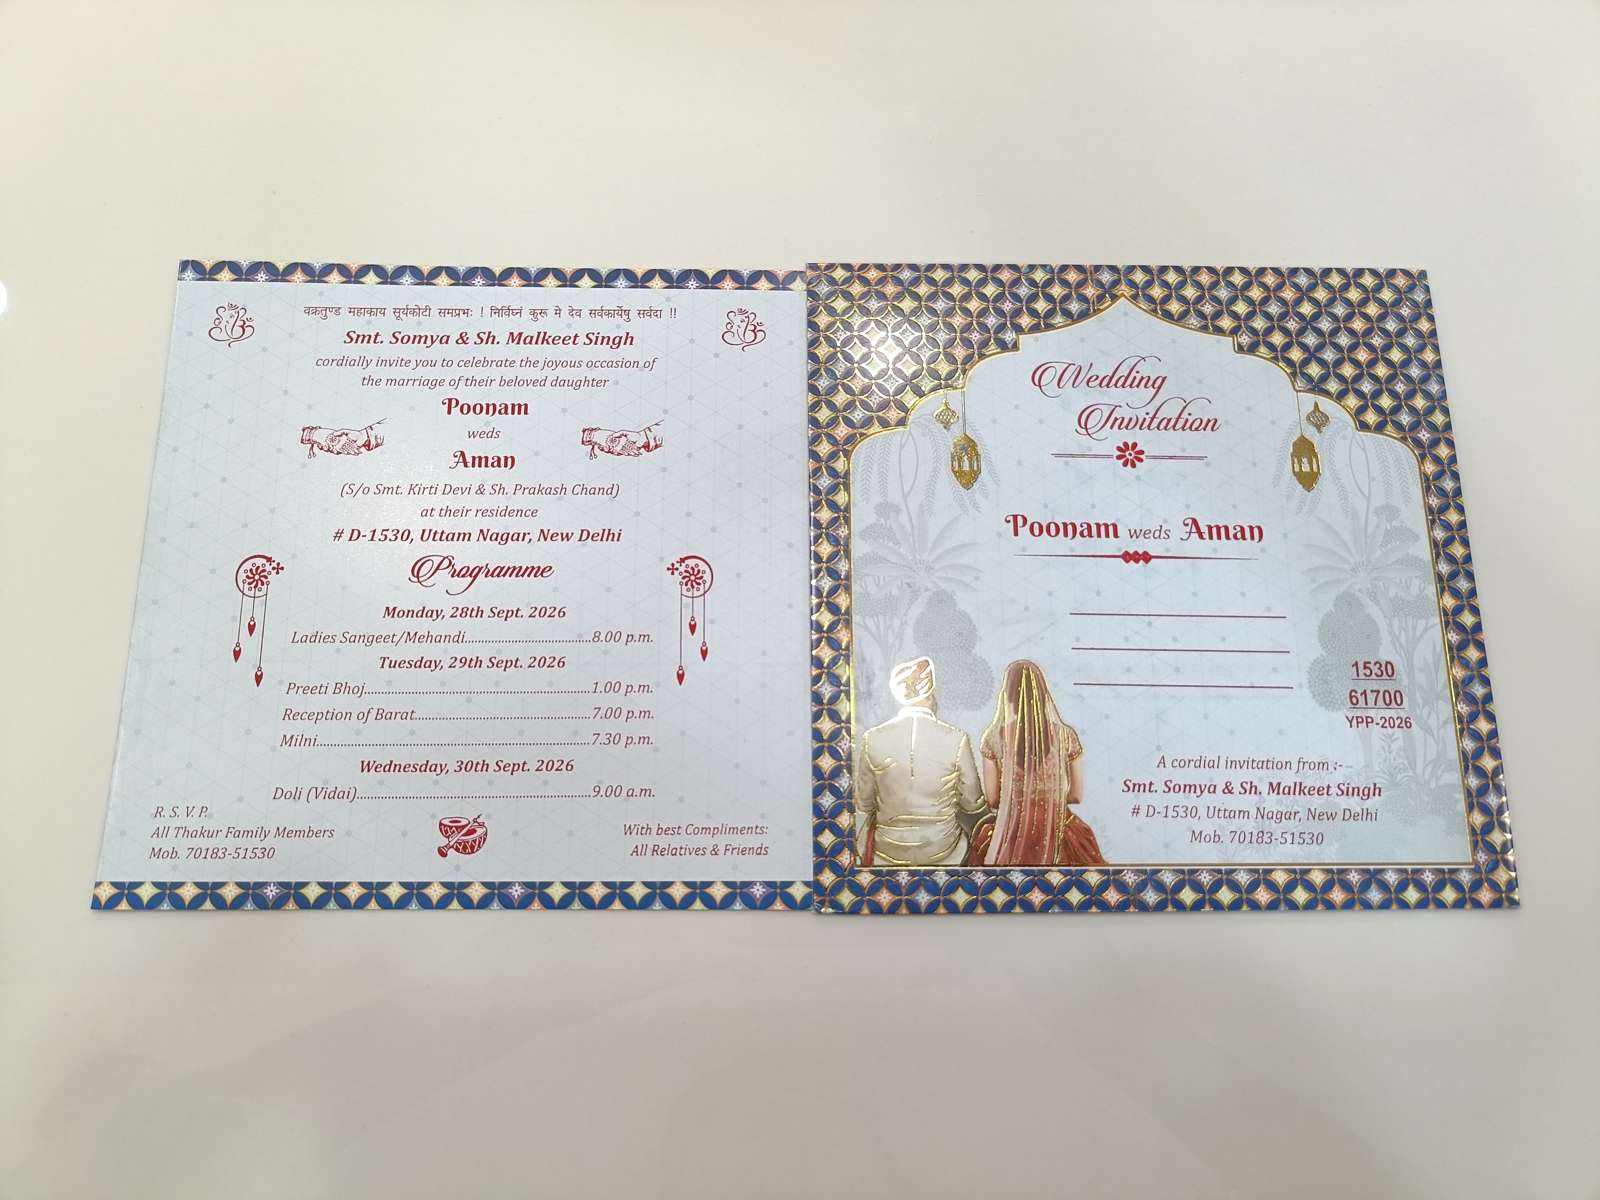 वक्रतुण्ड महाकाय सूर्यकोटी समप्रभः ! निर्विघ्नं कुरू मे देव सर्वकार्येषु सर्वदा !!
Smt. Somya & Sh. Malkeet Singh
cordially invite you to celebrate the joyous occasion of
the marriage of their beloved daughter
Poonam
weds
Aman
(S/o Smt. Kirti Devi & Sh. Prakash Chand)
at their residence
# D-1530, Uttam Nagar, New Delhi
Programme
Monday, 28th Sept. 2026
Ladies Sangeet/Mehandi............................8.00 p.m.
Tuesday, 29th Sept. 2026
Preeti Bhoj..................................................1.00 p.m.
Reception of Barat.......................................7.00 p.m.
Milni............................................................7.30 p.m.
Wednesday, 30th Sept. 2026
Doli (Vidai)....................................................9.00 a.m.
R. S. V. P.
All Thakur Family Members
Mob. 70183-51530
With best Compliments:
All Relatives & Friends
Wedding
Invitation
Poonam weds Aman
1530
61700
YPP-2026
A cordial invitation from :-
Smt. Somya & Sh. Malkeet Singh
# D-1530, Uttam Nagar, New Delhi
Mob. 70183-51530